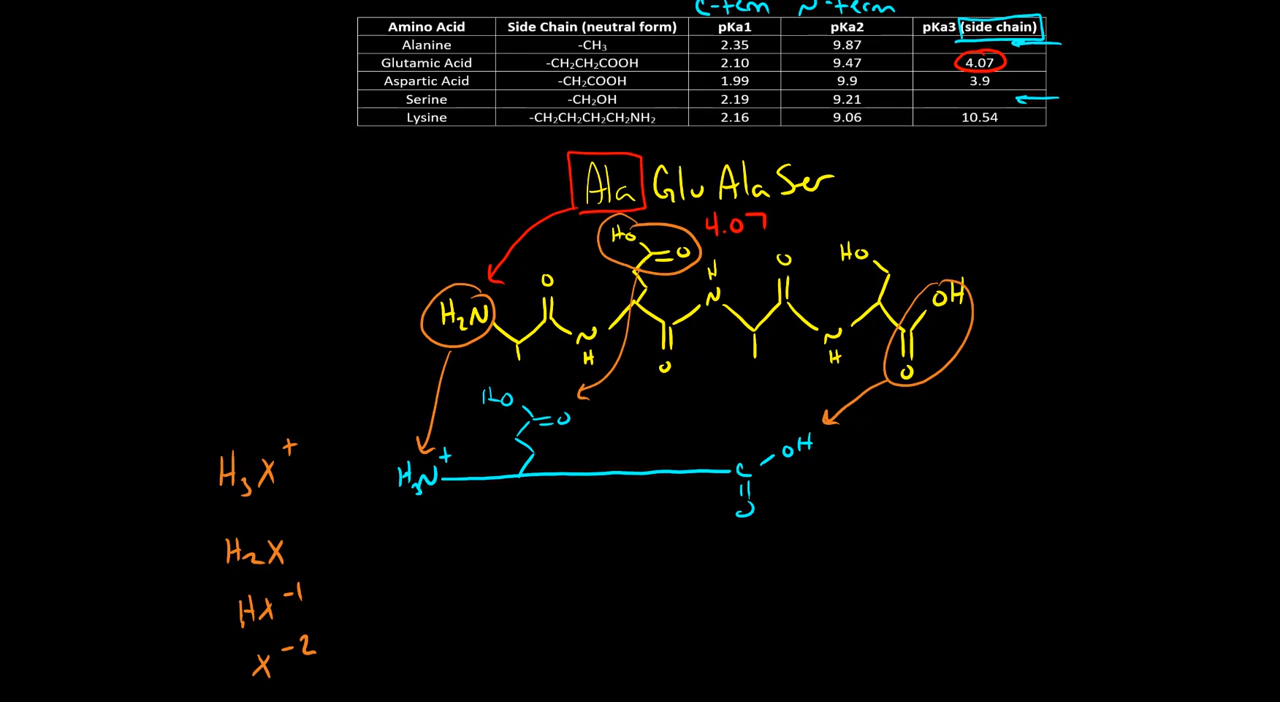 C-term N-term
Amino Acid Side Chain (neutral form) pKa1 pKa2 pKa3 (side chain)
Alanine -CH₃ 2.35 9.87
Glutamic Acid -CH₂CH₂COOH 2.10 9.47 4.07
Aspartic Acid -CH₂COOH 1.99 9.9 3.9
Serine -CH₂OH 2.19 9.21
Lysine -CH₂CH₂CH₂CH₂NH₂ 2.16 9.06 10.54
Ala Glu Ala Ser
4.07
HO O
H O HO OH
H₂N O N O
N H O N H O
HO O
H₃N⁺ C OH
O
H₃X⁺
H₂X
HX⁻¹
X⁻²